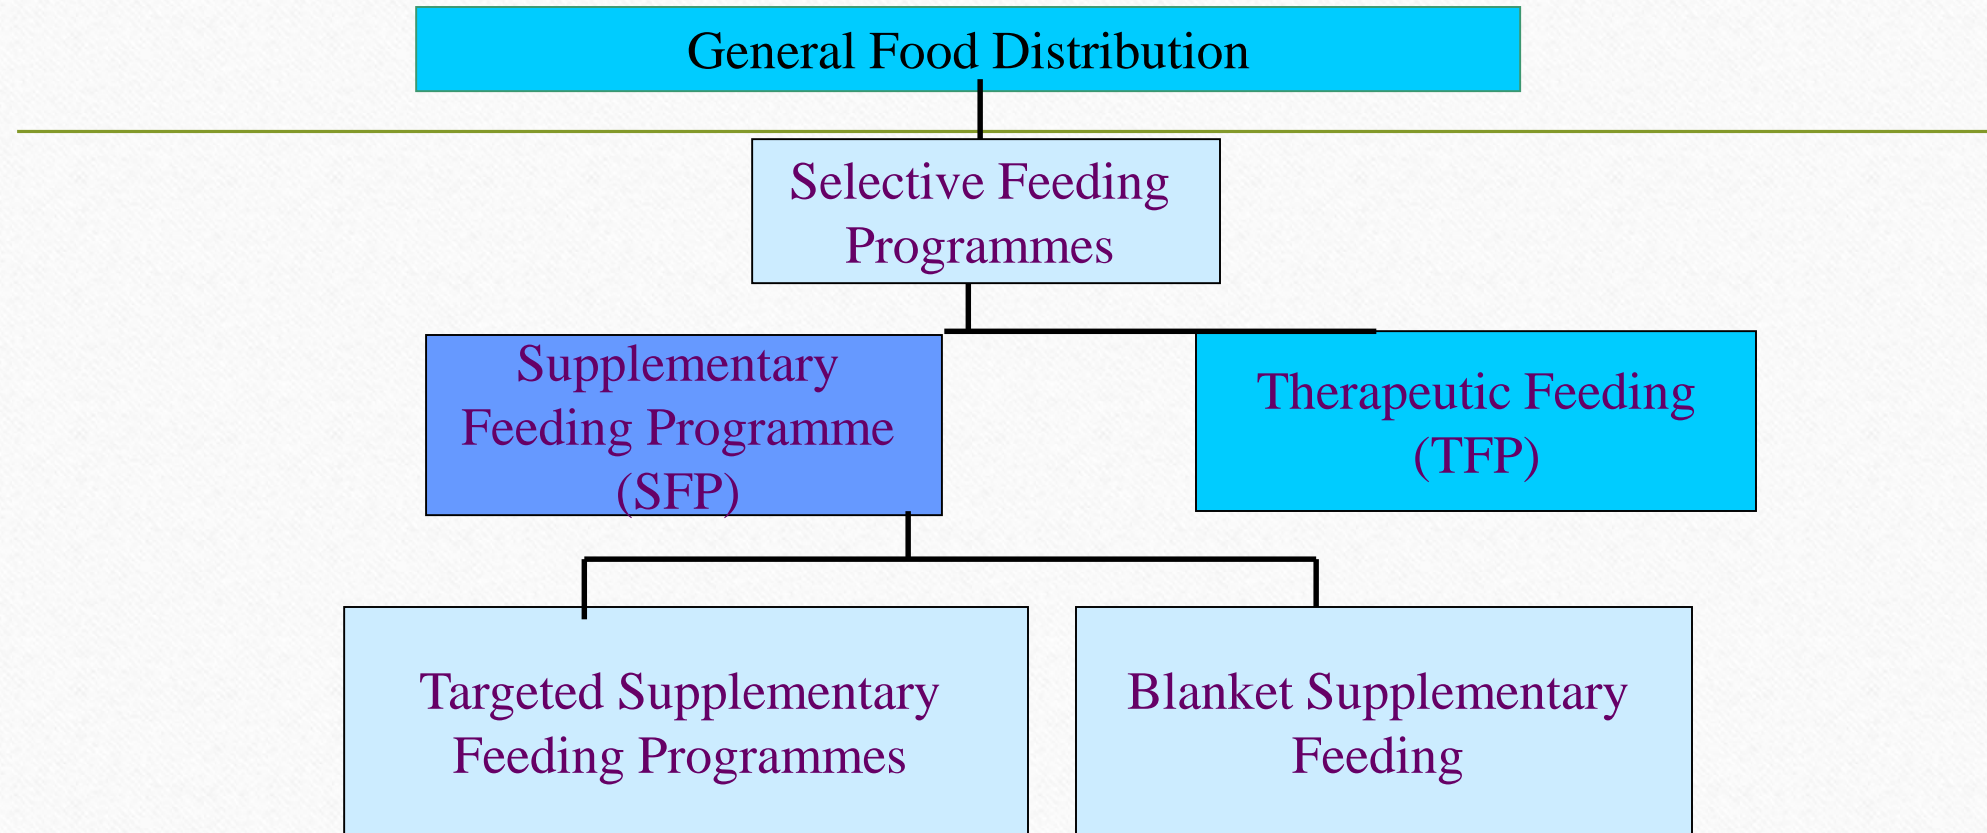 General Food Distribution
Selective Feeding
Programmes
Supplementary
Feeding Programme
(SFP)
Therapeutic Feeding
(TFP)
Targeted Supplementary
Feeding Programmes
Blanket Supplementary
Feeding